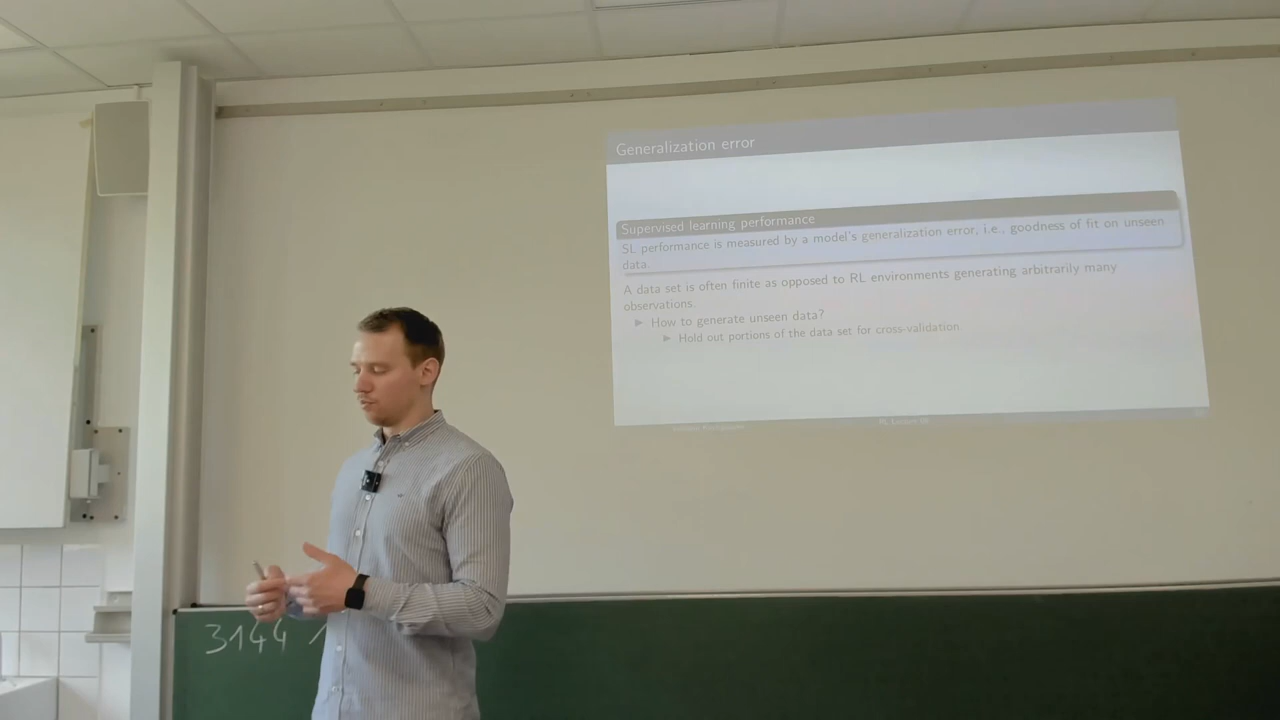 Generalization error
Supervised learning performance
SL performance is measured by a model's generalization error, i.e., goodness of fit on unseen
data.
A data set is often finite as opposed to RL environments generating arbitrarily many
observations.
► How to generate unseen data?
► Hold out portions of the data set for cross-validation
RL Lecture
3144